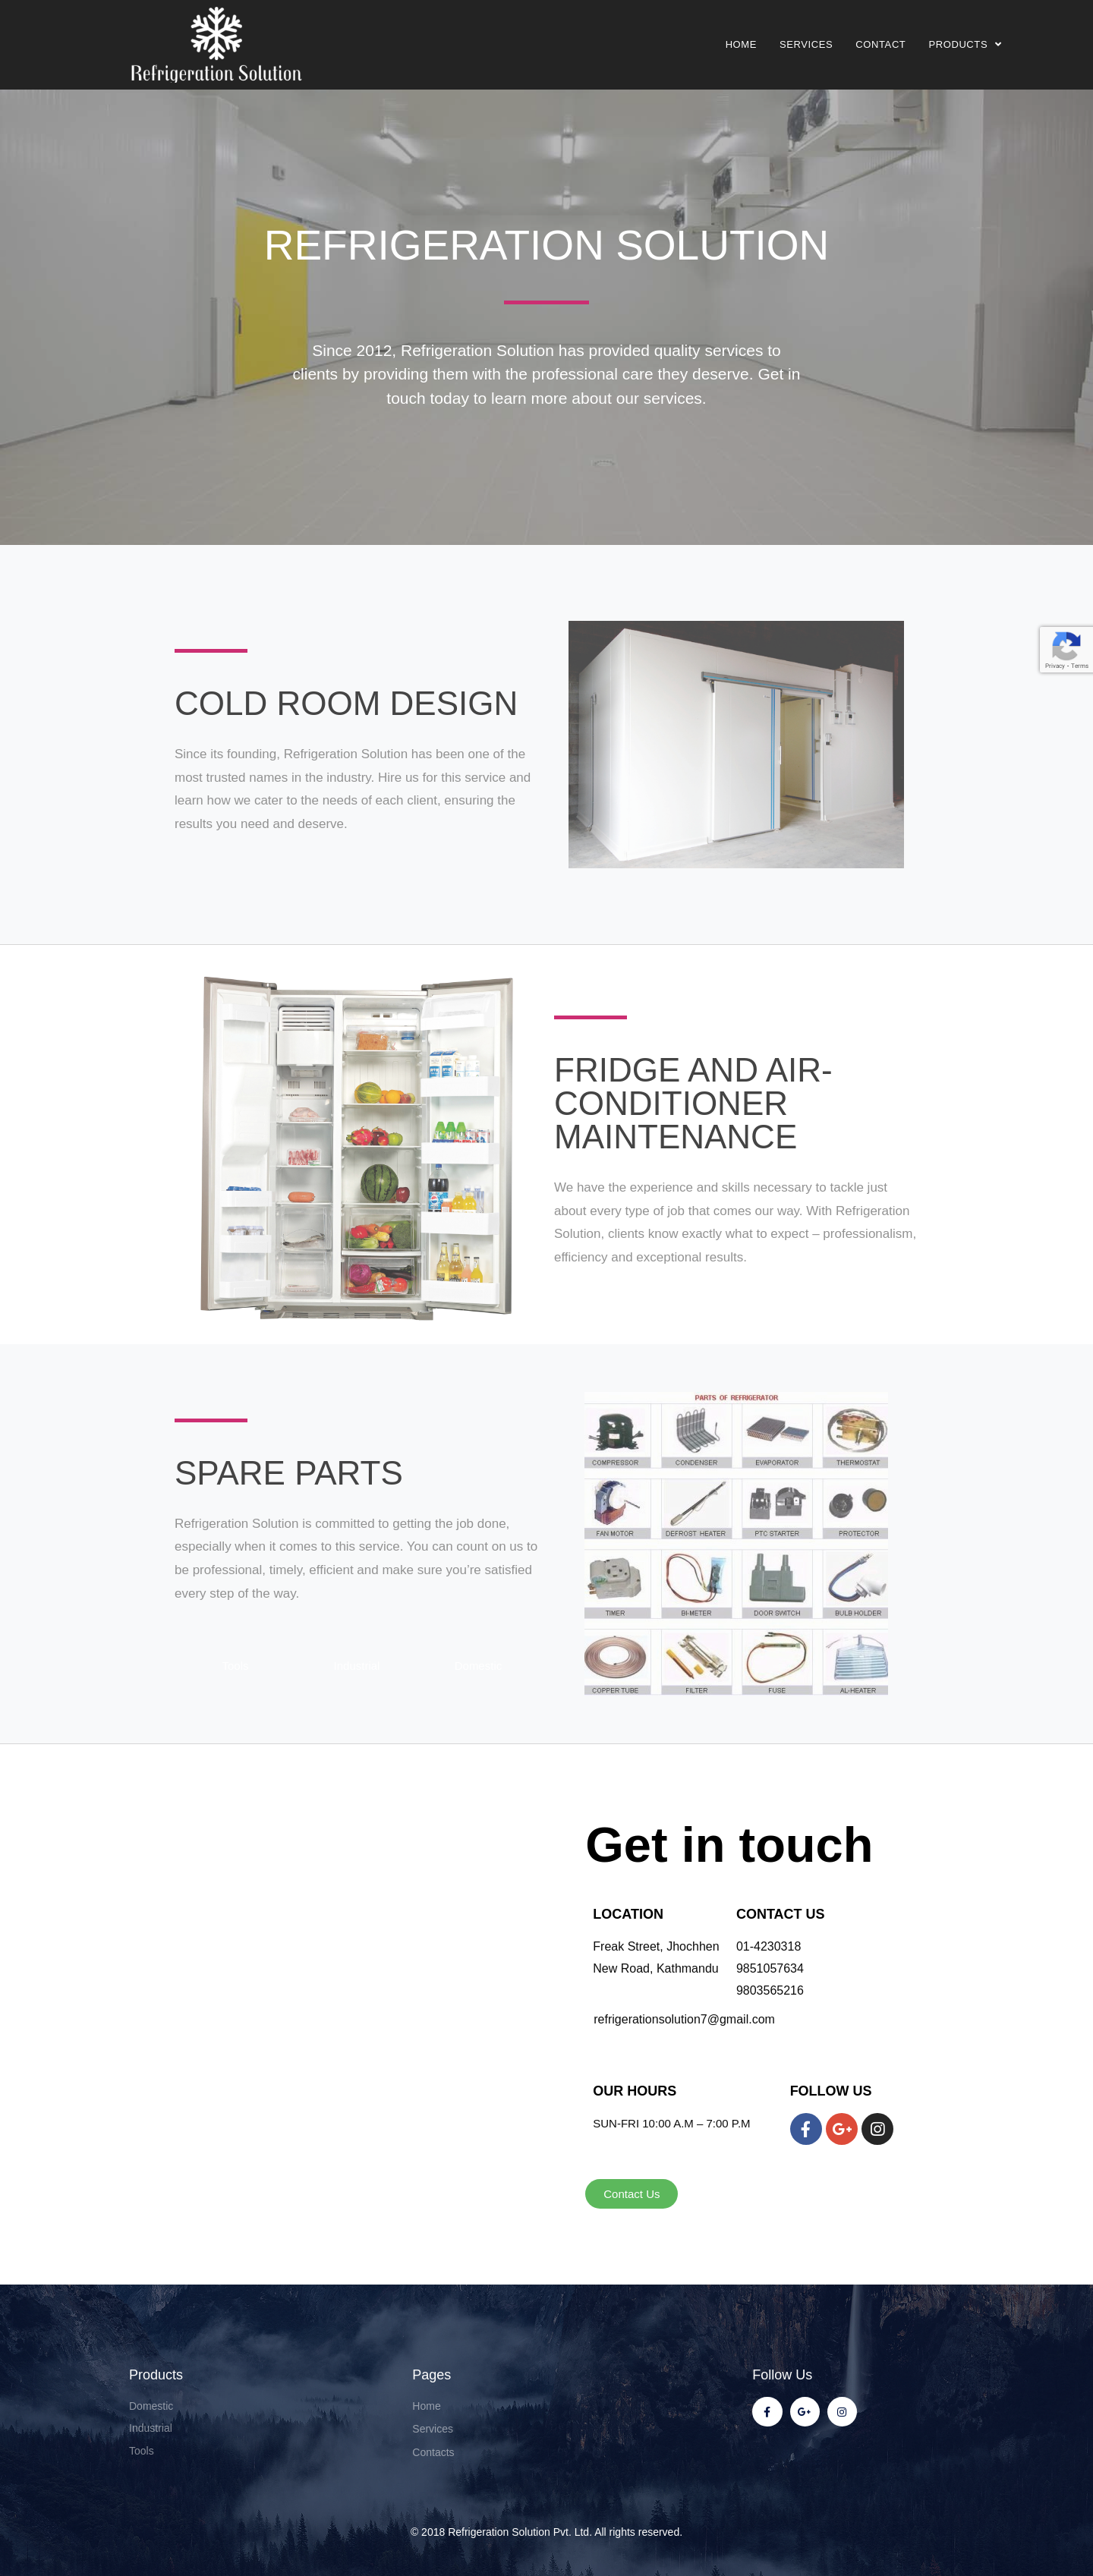 Refrigeration Solution
HOME SERVICES CONTACT PRODUCTS
REFRIGERATION SOLUTION
Since 2012, Refrigeration Solution has provided quality services to
clients by providing them with the professional care they deserve. Get in
touch today to learn more about our services.
Privacy - Terms
COLD ROOM DESIGN
Since its founding, Refrigeration Solution has been one of the
most trusted names in the industry. Hire us for this service and
learn how we cater to the needs of each client, ensuring the
results you need and deserve.
FRIDGE AND AIR-
CONDITIONER
MAINTENANCE
We have the experience and skills necessary to tackle just
about every type of job that comes our way. With Refrigeration
Solution, clients know exactly what to expect – professionalism,
efficiency and exceptional results.
SPARE PARTS
Refrigeration Solution is committed to getting the job done,
especially when it comes to this service. You can count on us to
be professional, timely, efficient and make sure you’re satisfied
every step of the way.
PARTS OF REFRIGERATOR
COMPRESSOR CONDENSER EVAPORATOR THERMOSTAT
FAN MOTOR DEFROST HEATER PTC STARTER PROTECTOR
TIMER BI-METER DOOR SWITCH BULB HOLDER
COPPER TUBE FILTER FUSE AL-HEATER
Get in touch
LOCATION
Freak Street, Jhochhen
New Road, Kathmandu
CONTACT US
01-4230318
9851057634
9803565216
refrigerationsolution7@gmail.com
OUR HOURS
SUN-FRI 10:00 A.M – 7:00 P.M
FOLLOW US
Contact Us
Products
Domestic
Industrial
Tools
Pages
Home
Services
Contacts
Follow Us
© 2018 Refrigeration Solution Pvt. Ltd. All rights reserved.